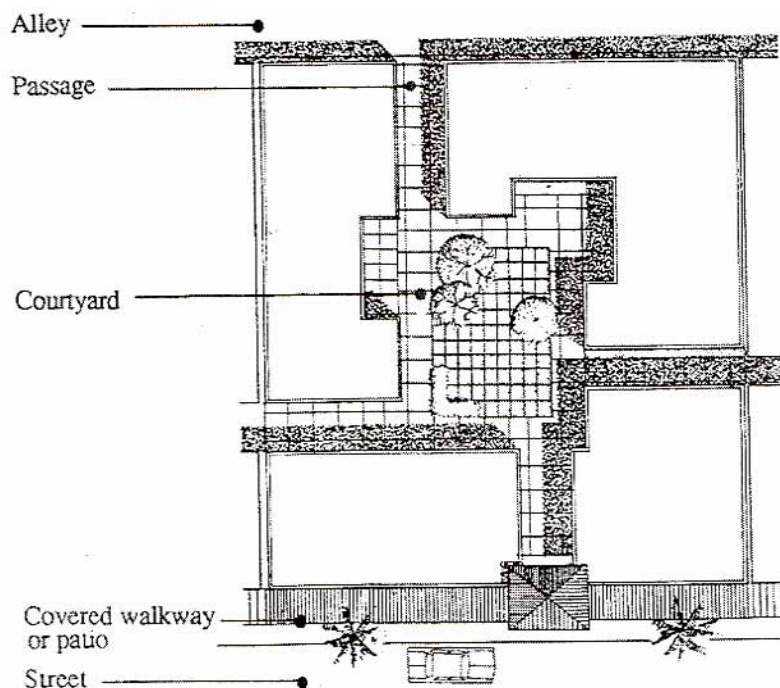 Alley
Passage
Courtyard
Covered walkway
or patio
Street